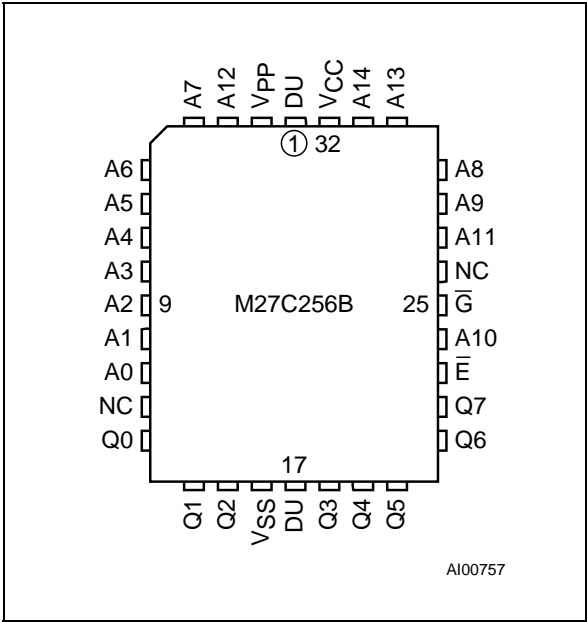 A7 A12 VPP DU VCC A14 A13
1 32
A6 A8
A5 A9
A4 A11
A3 NC
A2 9 M27C256B 25 G̅
A1 A10
A0 E̅
NC Q7
Q0 Q6
17
Q1 Q2 VSS DU Q3 Q4 Q5
AI00757